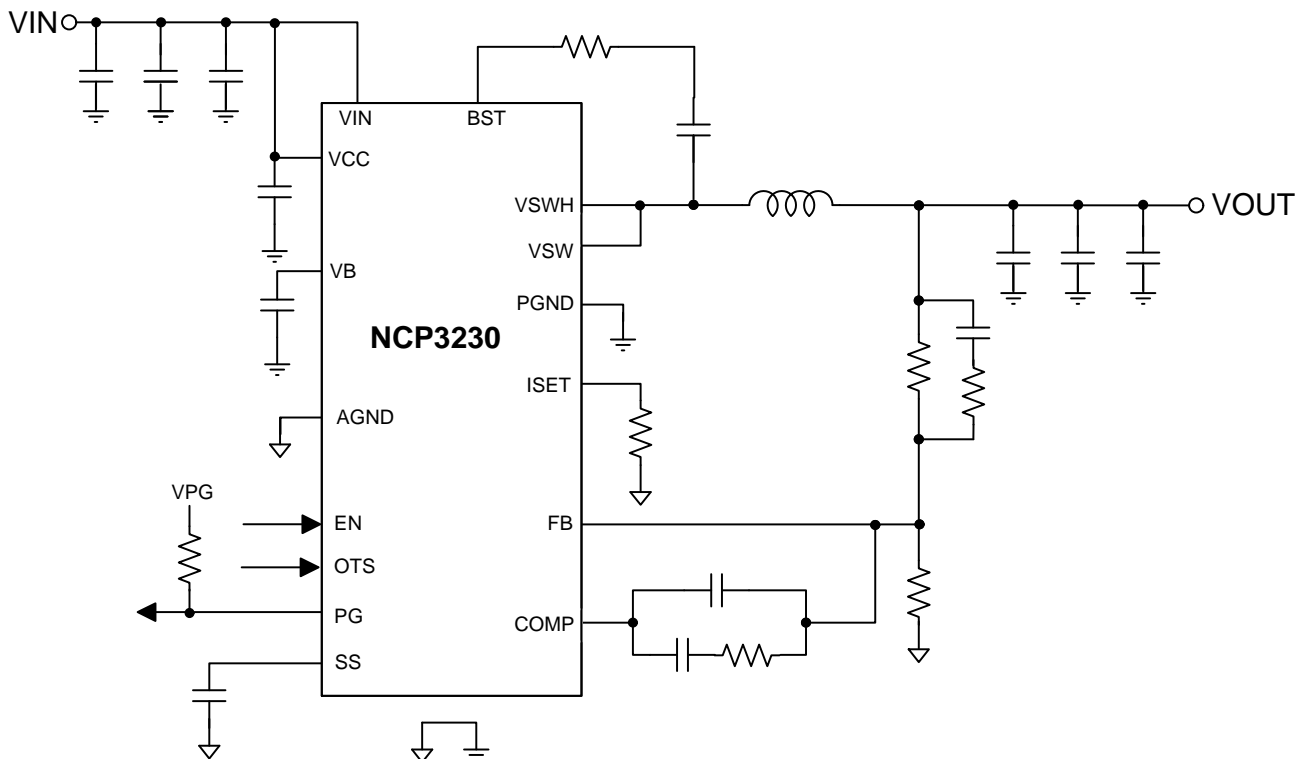 VIN
VIN
BST
VCC
VSWH
VOUT
VSW
VB
PGND
NCP3230
ISET
AGND
VPG
EN
FB
OTS
PG
COMP
SS